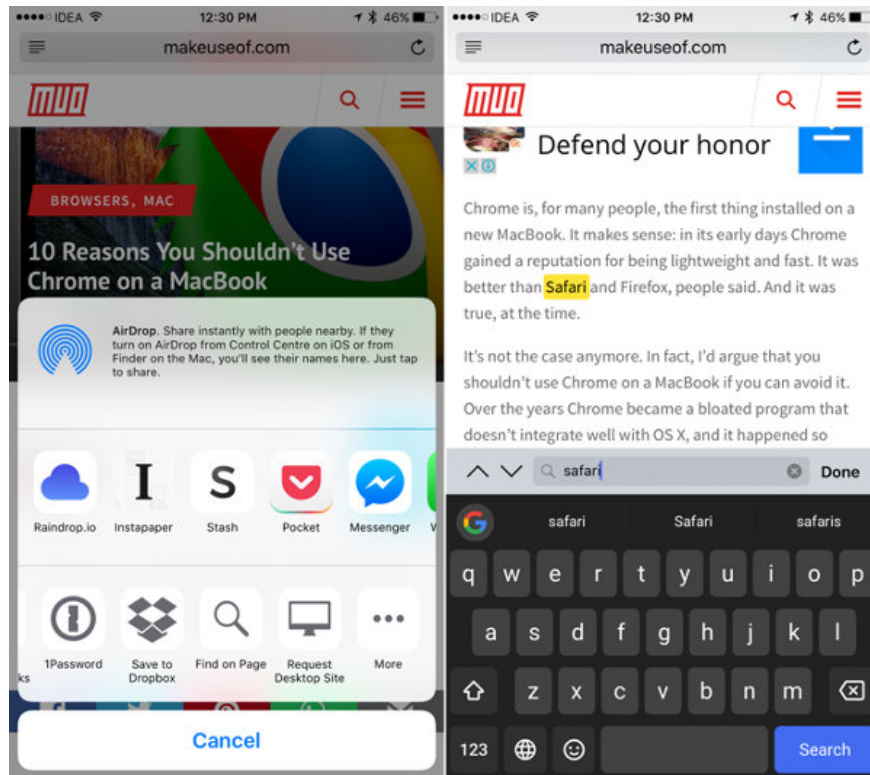 IDEA 12:30 PM 46%
makeuseof.com
MUO
BROWSERS, MAC
10 Reasons You Shouldn't Use
Chrome on a MacBook
AirDrop. Share instantly with people nearby. If they
turn on AirDrop from Control Centre on iOS or from
Finder on the Mac, you'll see their names here. Just tap
to share.
Raindrop.io Instapaper Stash Pocket Messenger
1Password Save to Dropbox Find on Page Request Desktop Site More
ks
Cancel
IDEA 12:30 PM 46%
makeuseof.com
MUO
Defend your honor
Chrome is, for many people, the first thing installed on a
new MacBook. It makes sense: in its early days Chrome
gained a reputation for being lightweight and fast. It was
better than Safari and Firefox, people said. And it was
true, at the time.
It's not the case anymore. In fact, I'd argue that you
shouldn't use Chrome on a MacBook if you can avoid it.
Over the years Chrome became a bloated program that
doesn't integrate well with OS X, and it happened so
safari Done
safari Safari safaris
q w e r t y u i o p
a s d f g h j k l
z x c v b n m
123 Search